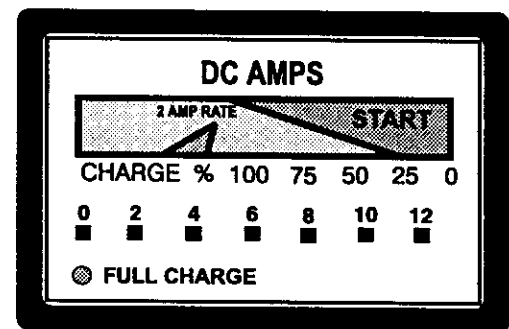 DC AMPS
2 AMP RATE
START
CHARGE % 100 75 50 25 0
0 2 4 6 8 10 12
FULL CHARGE